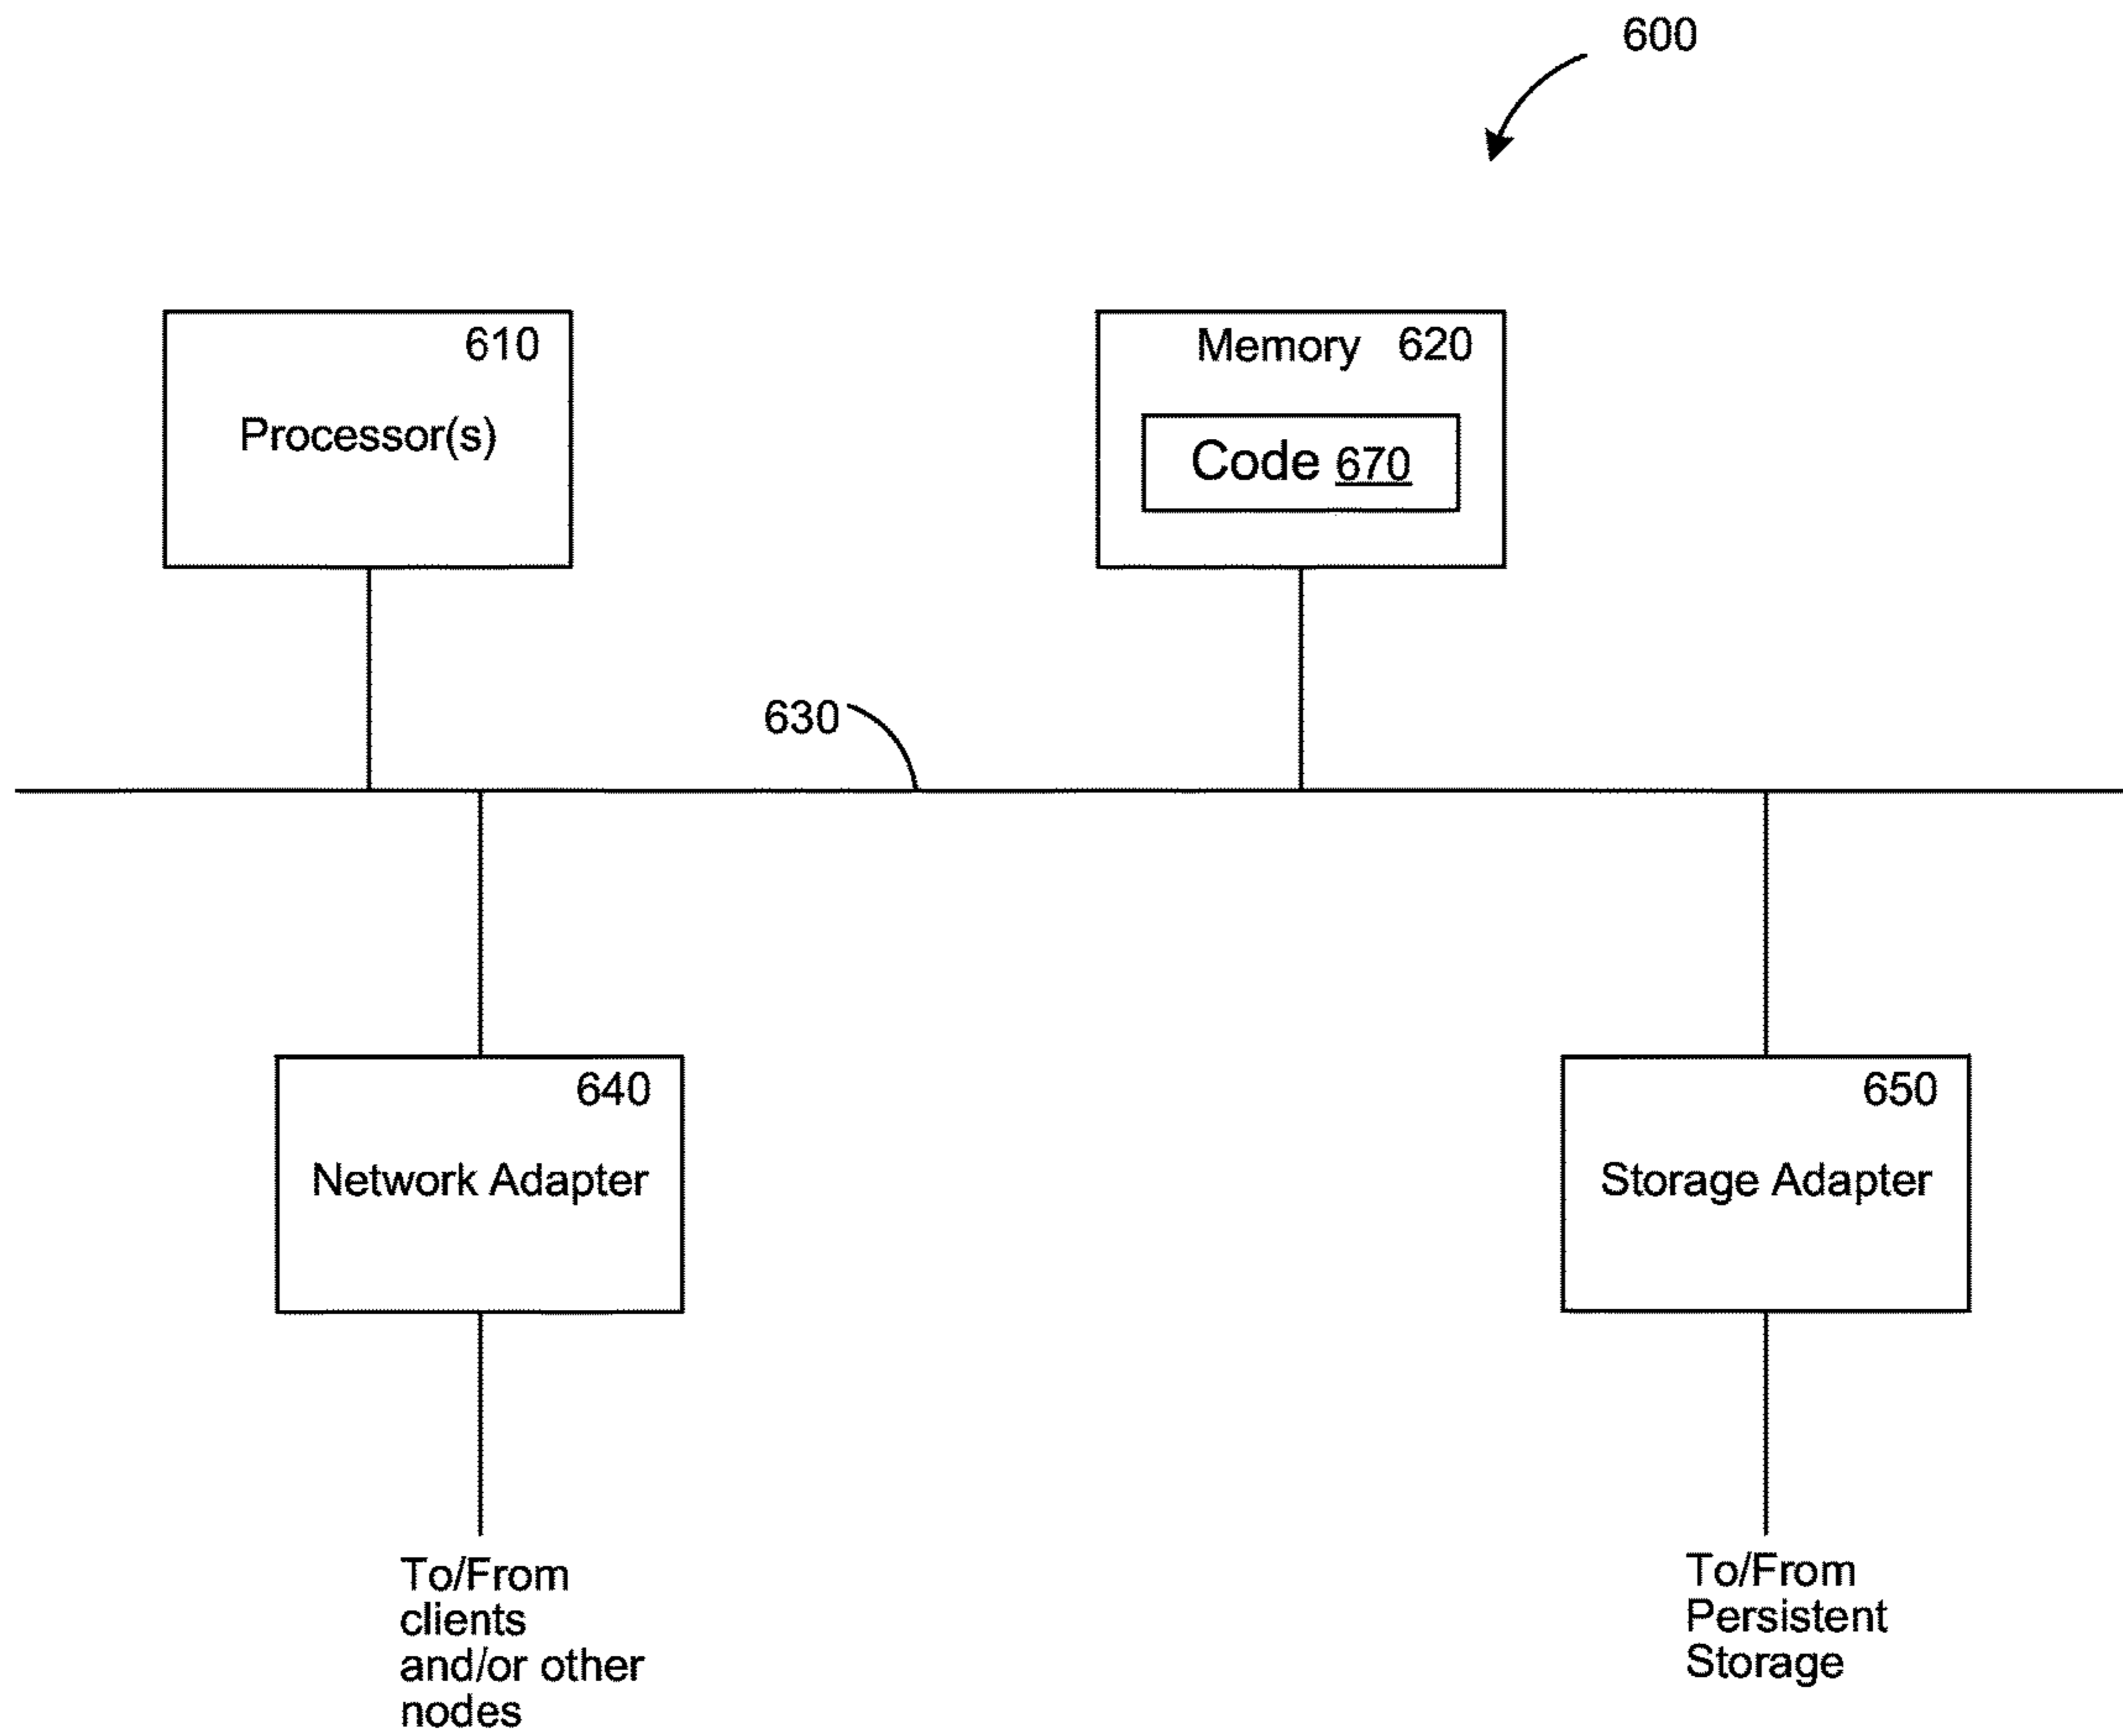 600
610
Processor(s)
Memory 620
Code 670
630
640
Network Adapter
650
Storage Adapter
To/From
clients
and/or other
nodes
To/From
Persistent
Storage